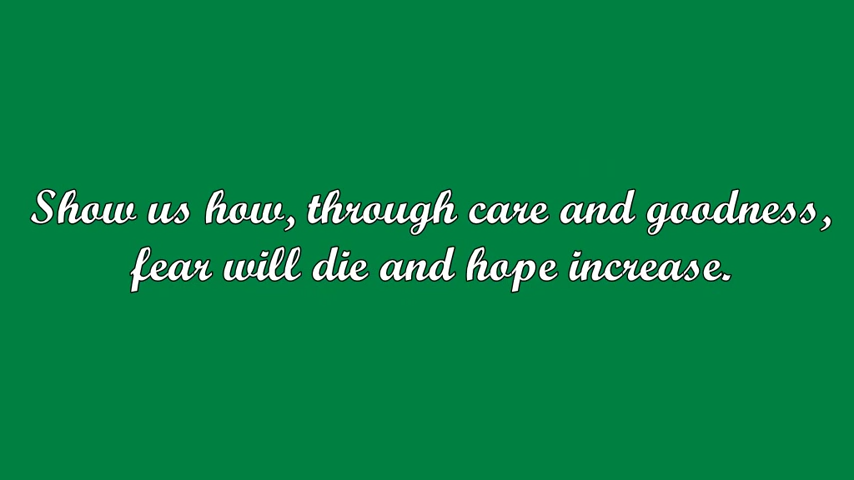 Show us how, through care and goodness,
fear will die and hope increase.